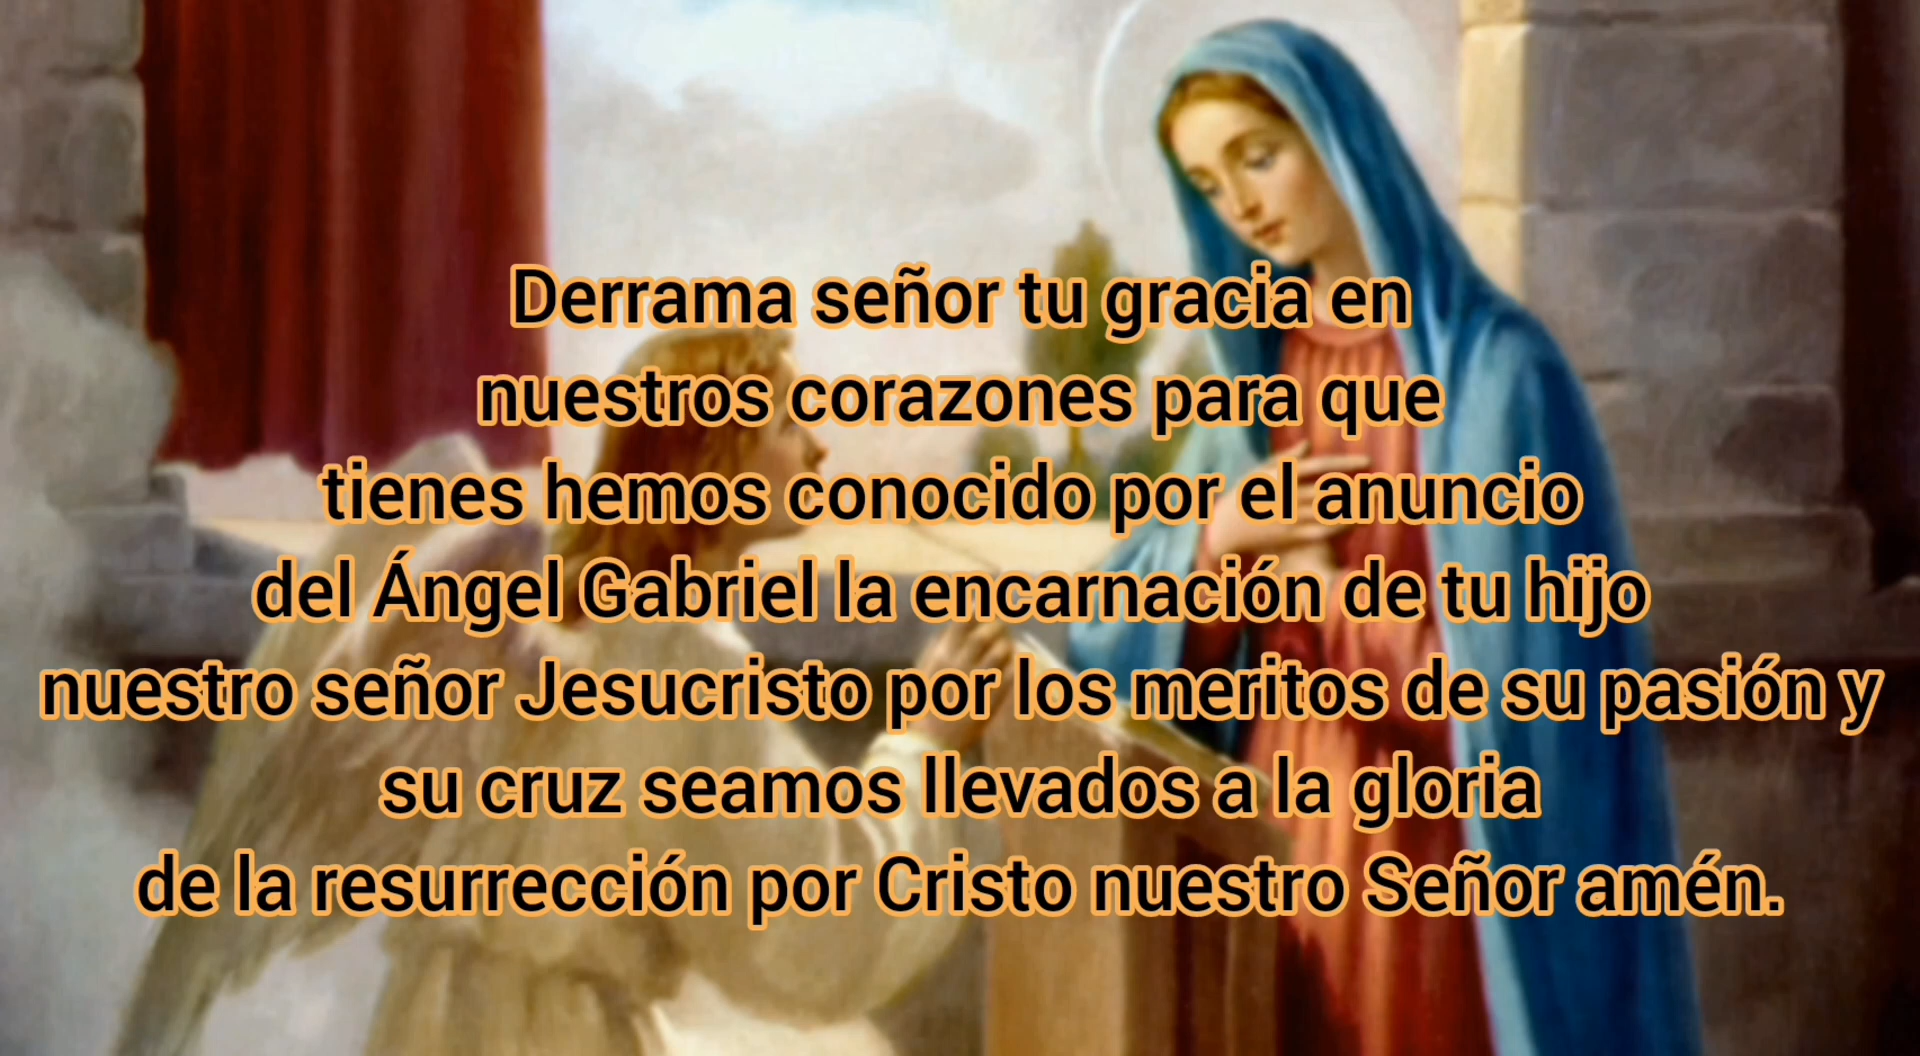 Derrama señor tu gracia en
nuestros corazones para que
tienes hemos conocido por el anuncio
del Ángel Gabriel la encarnación de tu hijo
nuestro señor Jesucristo por los meritos de su pasión y
su cruz seamos llevados a la gloria
de la resurrección por Cristo nuestro Señor amén.